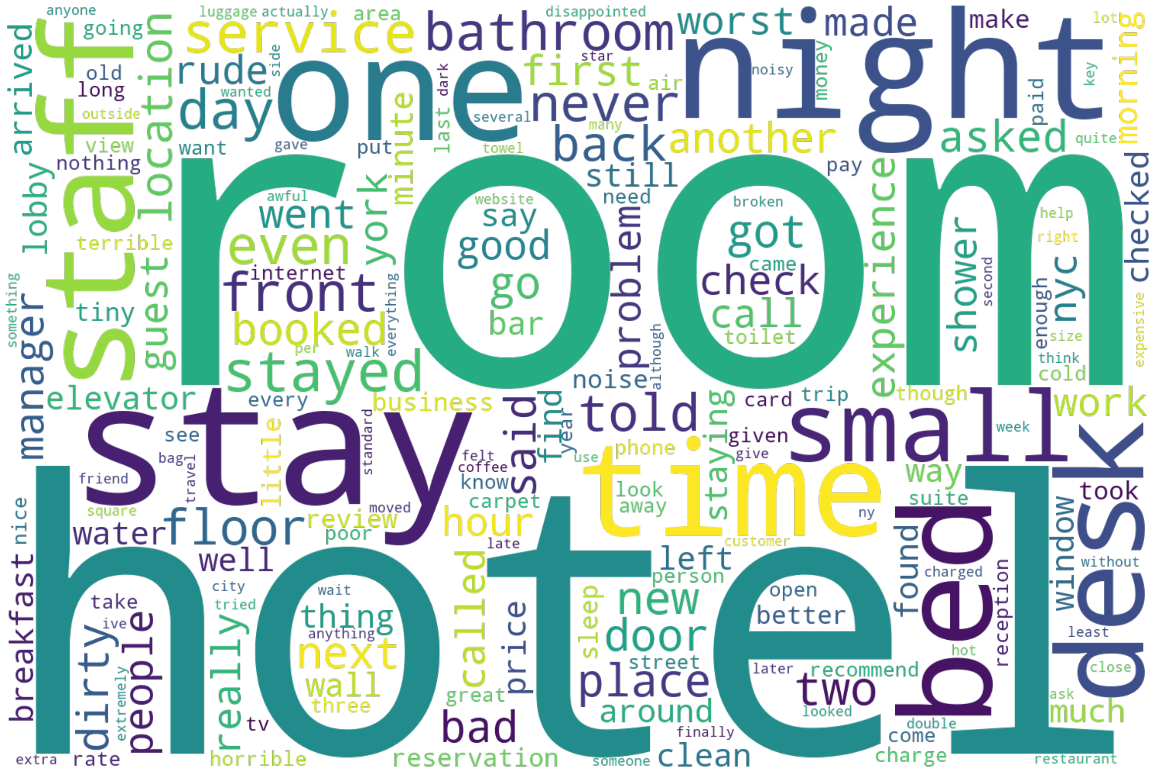 anyone
luggage
actually
disappointed
make
lot
going
service
bathroom
worst
made
morning
staff
location
old
long
rude
side
one
star
dark
first
air
night
noisy
money
paid
key
arrived
outside
view
nothing
wanted
day
minute
last
several
never
many
another
asked
quite
want
gave
put
towel
back
pay
lobby
terrible
guest
room
awful
went
york
website
say
still
need
broken
experience
checked
help
right
something
tiny
even
internet
good
problem
got
came
check
shower
second
nyc
enough
size
expensive
manager
front
booked
everything
go
bar
call
toilet
per
walk
stayed
noise
although
think
cold
elevator
every
business
told
card
trip
though
work
stay
said
find
year
staying
given
give
small
week
see
bag
travel
little
standard
felt
coffee
use
phone
time
way
desk
friend
know
carpet
look
away
ny
suite
took
nice
square
water
floor
review
moved
poor
hour
customer
bed
found
window
hotel
well
late
left
charged
reception
without
breakfast
take
ive
city
tried
wait
thing
called
person
sleep
new
open
better
hot
least
close
dirty
people
extremely
really
anything
next
wall
three
price
great
door
street
place
later
recommend
two
looked
ask
much
tv
bad
around
double
come
extra
rate
horrible
reservation
finally
someone
clean
charge
restaurant